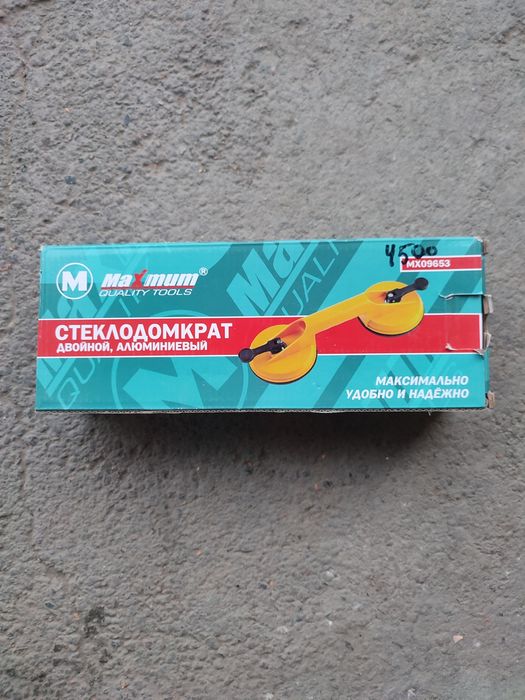 4500
MX09653
M MaXmum®
QUALITY TOOLS
СТЕКЛОДОМКРАТ
ДВОЙНОЙ, АЛЮМИНИЕВЫЙ
МАКСИМАЛЬНО
УДОБНО И НАДЁЖНО